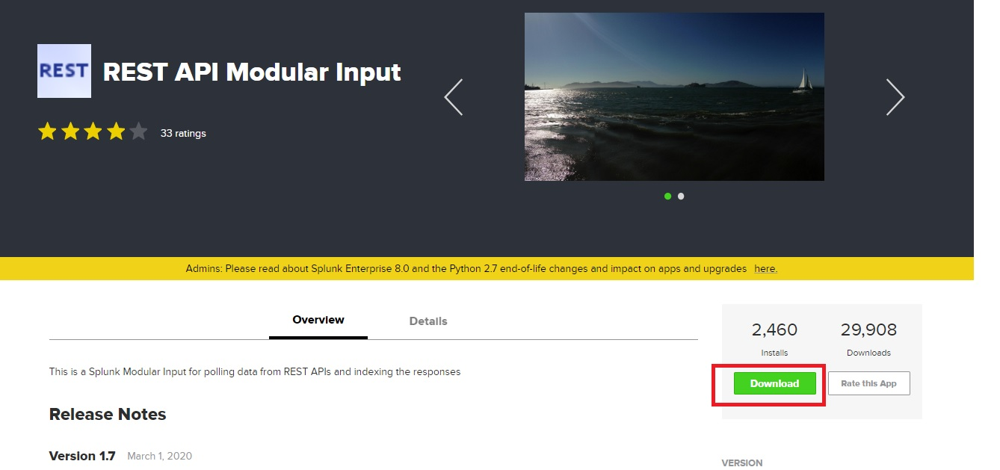 REST
REST API Modular Input
33 ratings
Admins: Please read about Splunk Enterprise 8.0 and the Python 2.7 end-of-life changes and impact on apps and upgrades here.
Overview
Details
2,460
29,908
Installs
Downloads
Download
Rate this App
This is a Splunk Modular Input for polling data from REST APIs and indexing the responses
Release Notes
Version 1.7 March 1, 2020
VERSION